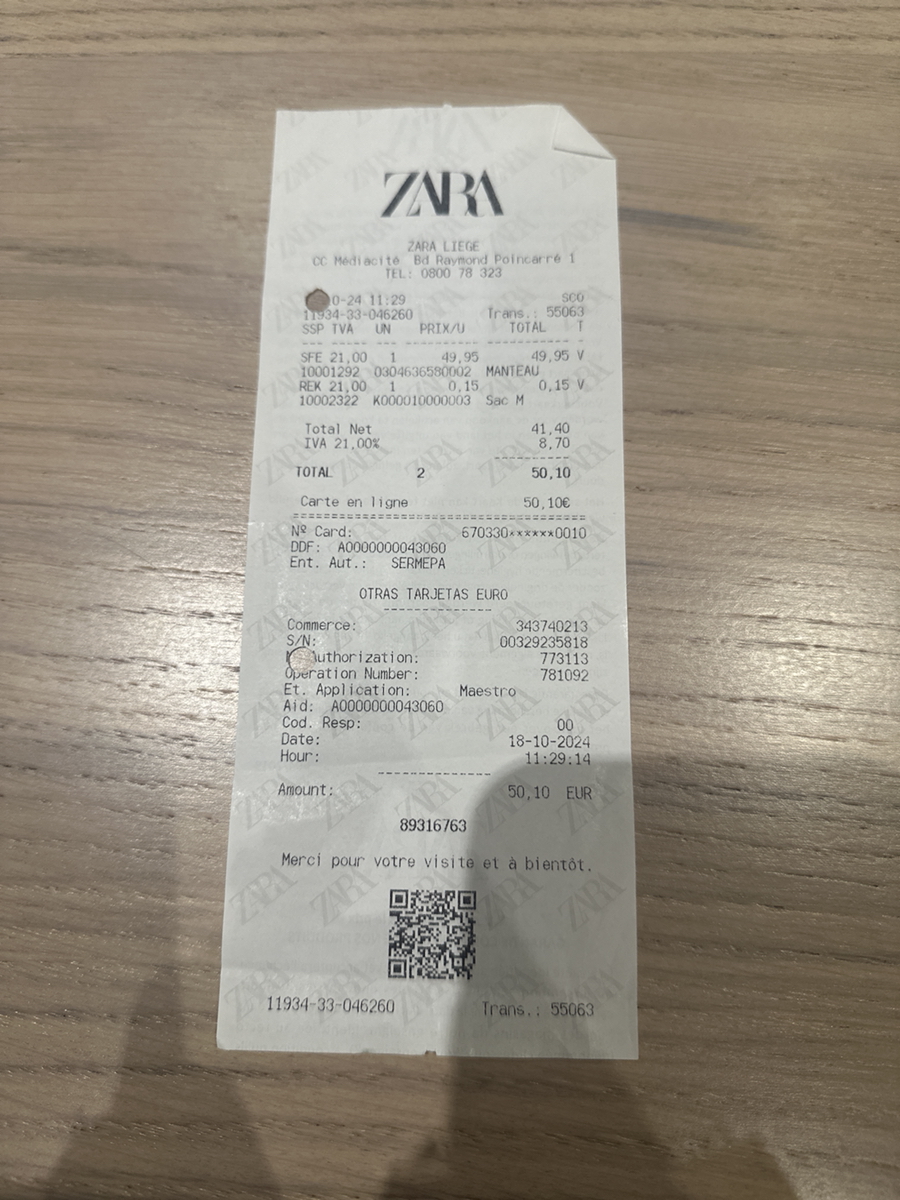 ZARA
ZARA LIEGE
CC Médiacité Bd Raymond Poincarré 1
TEL: 0800 78 323
0-24 11:29 SCO
11934-33-046260 Trans.: 55063
SSP TVA UN PRIX/U TOTAL T
--- --- --- --------- --------- ---
SFE 21,00 1 49,95 49,95 V
10001292 0304636580002 MANTEAU
REK 21,00 1 0,15 0,15 V
10002322 K000010000003 Sac M
Total Net 41,40
IVA 21,00% 8,70
----------
TOTAL 2 50,10
Carte en ligne 50,10€
======================================
Nº Card: 670330******0010
DDF: A0000000043060
Ent. Aut.: SERMEPA
OTRAS TARJETAS EURO
--------------
Commerce: 343740213
S/N: 00329235818
Authorization: 773113
Operation Number: 781092
Et. Application: Maestro
Aid: A0000000043060
Cod. Resp: 00
Date: 18-10-2024
Hour: 11:29:14
--------------
Amount: 50,10 EUR
89316763
Merci pour votre visite et à bientôt.
11934-33-046260 Trans.: 55063